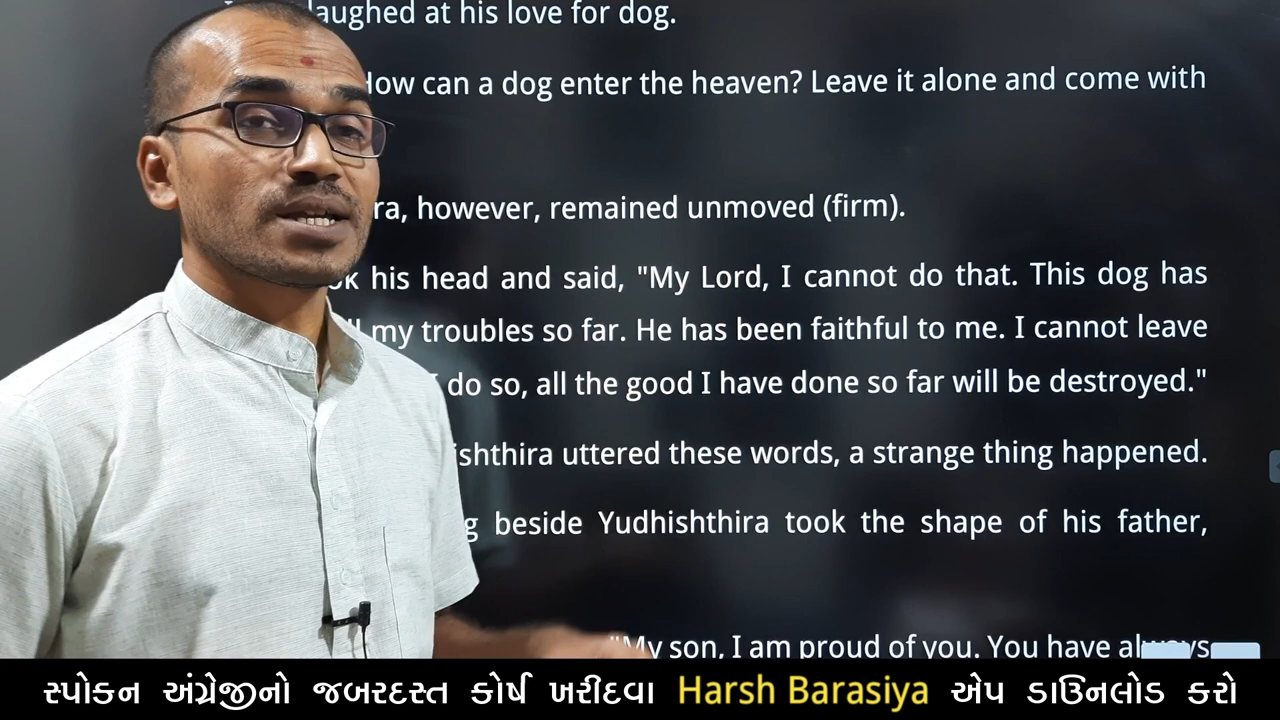 laughed at his love for dog.
How can a dog enter the heaven? Leave it alone and come with
ra, however, remained unmoved (firm).
ok his head and said, "My Lord, I cannot do that. This dog has
my troubles so far. He has been faithful to me. I cannot leave
I do so, all the good I have done so far will be destroyed."
ishthira uttered these words, a strange thing happened.
g beside Yudhishthira took the shape of his father,
"My son, I am proud of you. You have always
સ્પોકન અંગ્રેજીનો જબરદસ્ત કોર્ષ ખરીદવા Harsh Barasiya એપ ડાઉનલોડ કરો